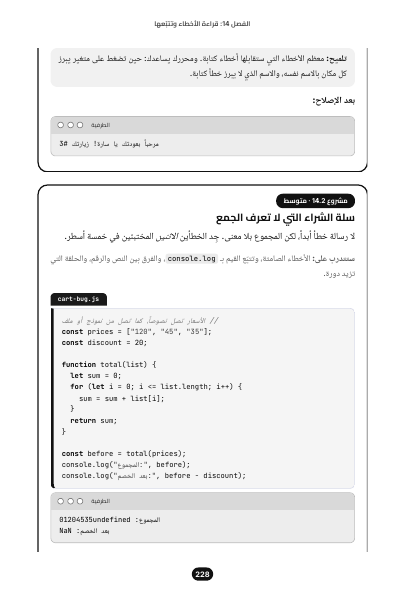 الفصل 14: قراءة الأخطاء وتتبّعها
تلميح: معظم الأخطاء التي ستقابلها أخطاء كتابة. ومحررك يساعدك: حين تضغط على متغير يبرز
كل مكان بالاسم نفسه، والاسم الذي لا يبرز خطأ كتابة.
بعد الإصلاح:
الطرفية
مرحباً بعودتك يا سارة! زيارتك #3
مشروع 14.2 · متوسط
سلة الشراء التي لا تعرف الجمع
لا رسالة خطأ أبداً، لكن المجموع بلا معنى. جِد الخطأين الاثنين المختبئين في خمسة أسطر.
ستتدرب على: الأخطاء الصامتة، وتتبّع القيم بـ console.log، والفرق بين النص والرقم، والحلقة التي
تزيد دورة.
cart-bug.js
// الأسعار تصل نصوصاً، كما تصل من نموذج أو ملف
const prices = ["120", "45", "35"];
const discount = 20;
function total(list) {
let sum = 0;
for (let i = 0; i <= list.length; i++) {
sum = sum + list[i];
}
return sum;
}
const before = total(prices);
console.log("المجموع:", before);
console.log("بعد الخصم:", before - discount);
الطرفية
المجموع: 01204535undefined
بعد الخصم: NaN
228